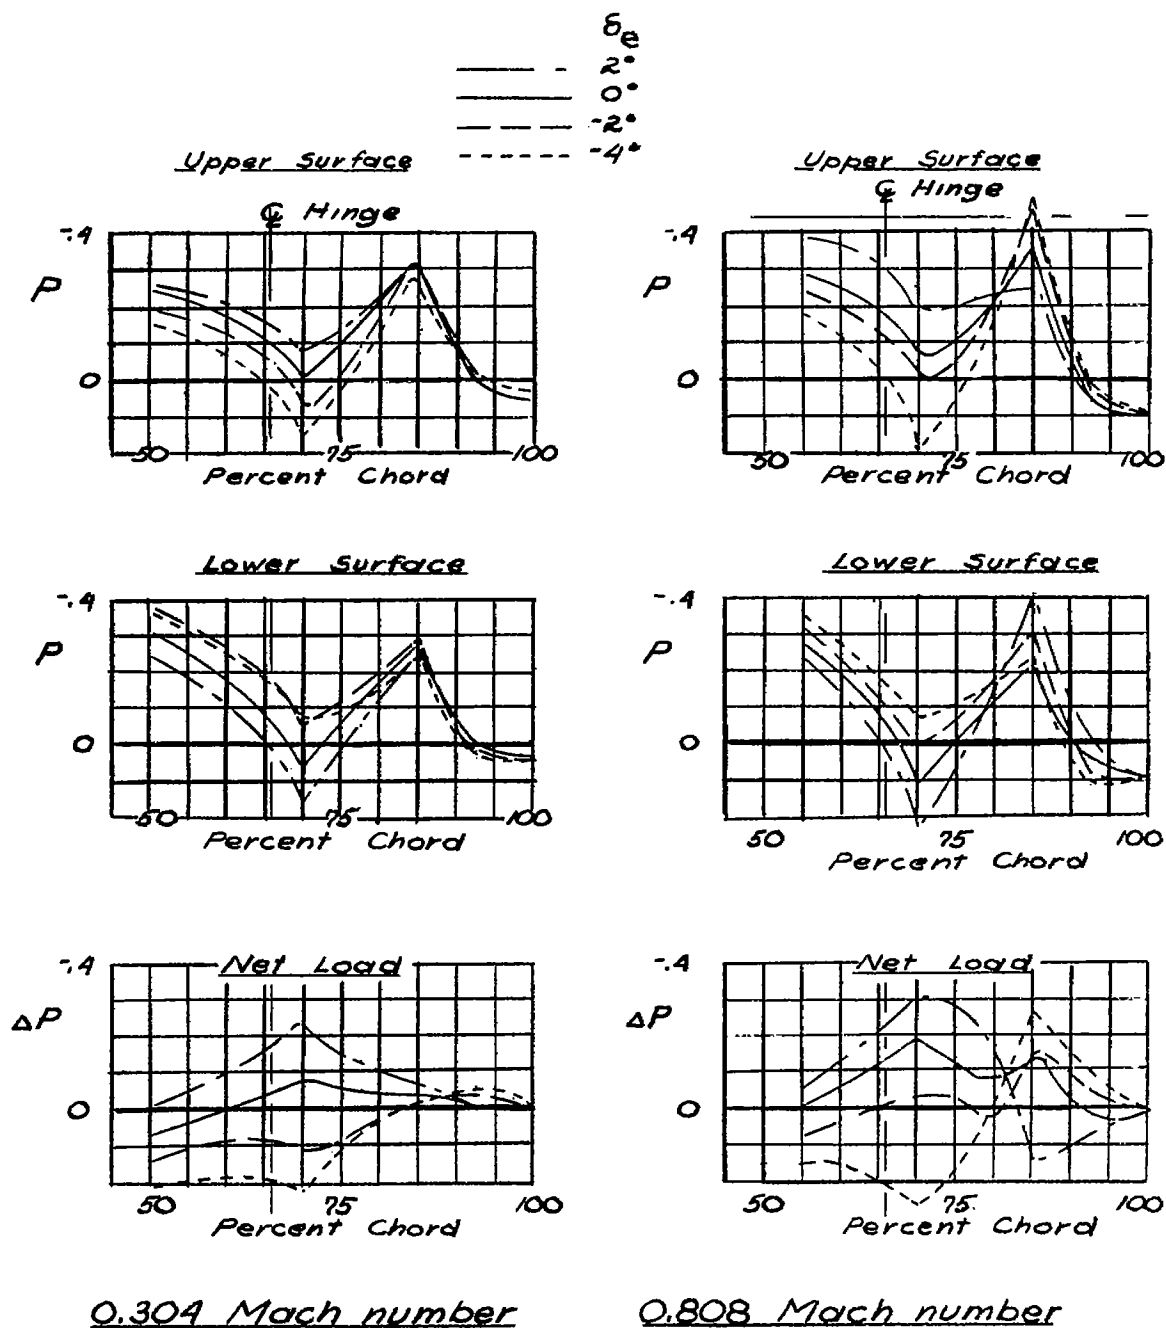 δe
2°
0°
-2°
-4°
Upper Surface
℄ Hinge
-.4
P
0
50 75 100
Percent Chord
Upper Surface
℄ Hinge
-.4
P
0
50 75 100
Percent Chord
Lower Surface
-.4
P
0
50 75 100
Percent Chord
Lower Surface
-.4
P
0
50 75 100
Percent Chord
Net Load
-.4
ΔP
0
50 75 100
Percent Chord
Net Load
-.4
ΔP
0
50 75 100
Percent Chord
0.304 Mach number
0.808 Mach number